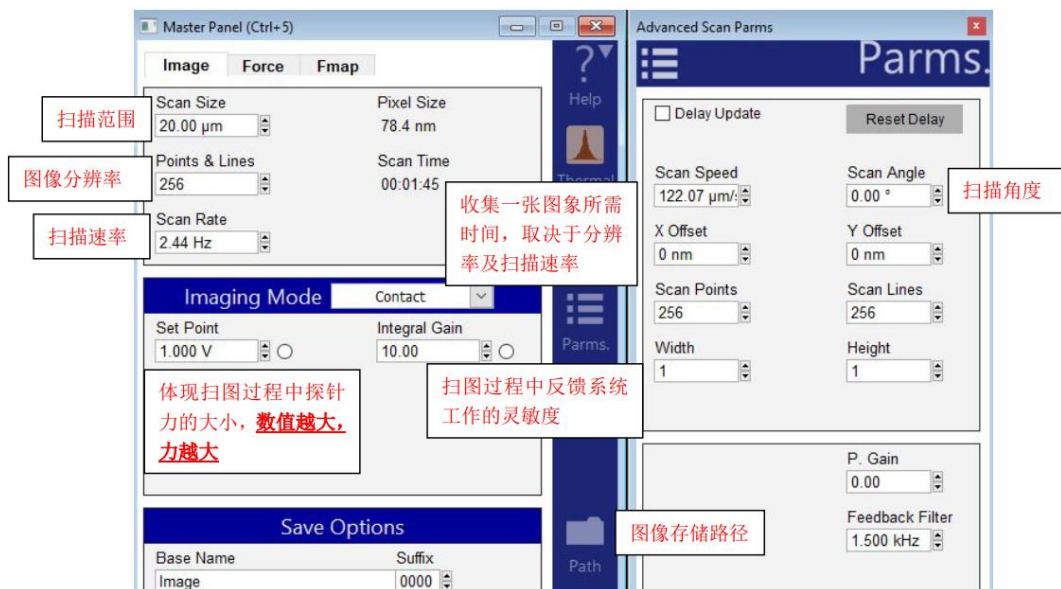 Master Panel (Ctrl+5)
Image Force Fmap
Scan Size Pixel Size
20.00 µm 78.4 nm
Points & Lines Scan Time
256 00:01:45
Scan Rate
2.44 Hz
扫描范围
图像分辨率
扫描速率
收集一张图象所需
时间，取决于分辨
率及扫描速率
Imaging Mode Contact
Set Point Integral Gain
1.000 V 10.00
体现扫图过程中探针
力的大小，数值越大，
力越大
扫图过程中反馈系统
工作的灵敏度
Save Options
Base Name Suffix
Image 0000
?
Help
Thermal
Parms.
Path
图像存储路径
Advanced Scan Parms
Parms.
Delay Update Reset Delay
Scan Speed Scan Angle
122.07 µm/ 0.00 °
扫描角度
X Offset Y Offset
0 nm 0 nm
Scan Points Scan Lines
256 256
Width Height
1 1
P. Gain
0.00
Feedback Filter
1.500 kHz